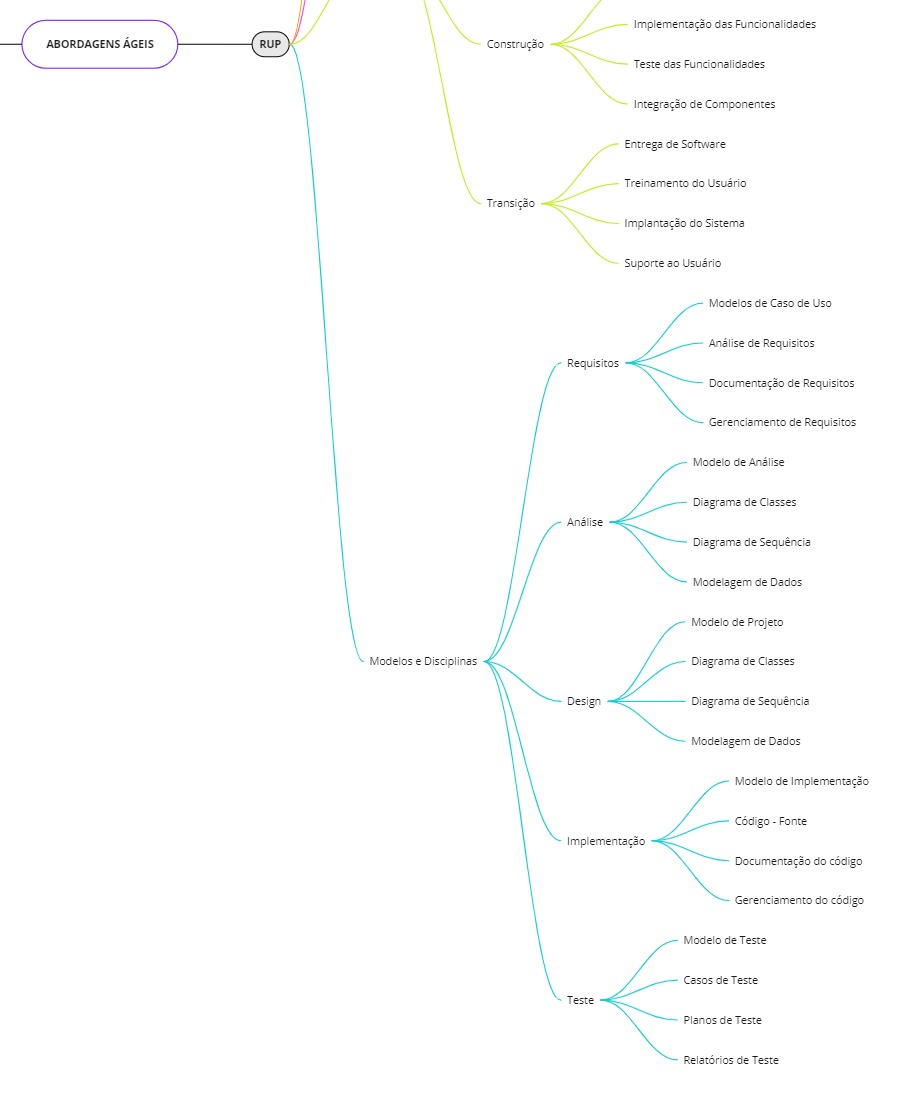 ABORDAGENS ÁGEIS
RUP
Construção
Implementação das Funcionalidades
Teste das Funcionalidades
Integração de Componentes
Transição
Entrega de Software
Treinamento do Usuário
Implantação do Sistema
Suporte ao Usuário
Modelos e Disciplinas
Requisitos
Modelos de Caso de Uso
Análise de Requisitos
Documentação de Requisitos
Gerenciamento de Requisitos
Análise
Modelo de Análise
Diagrama de Classes
Diagrama de Sequência
Modelagem de Dados
Design
Modelo de Projeto
Diagrama de Classes
Diagrama de Sequência
Modelagem de Dados
Implementação
Modelo de Implementação
Código - Fonte
Documentação do código
Gerenciamento do código
Teste
Modelo de Teste
Casos de Teste
Planos de Teste
Relatórios de Teste